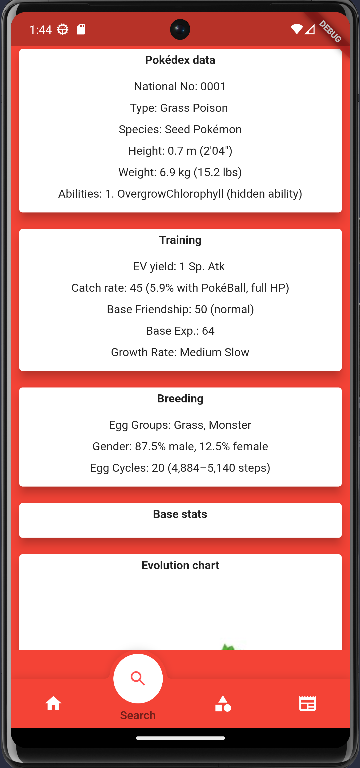 1:44
DEBUG
Pokédex data
National No: 0001
Type: Grass Poison
Species: Seed Pokémon
Height: 0.7 m (2′04″)
Weight: 6.9 kg (15.2 lbs)
Abilities: 1. OvergrowChlorophyll (hidden ability)
Training
EV yield: 1 Sp. Atk
Catch rate: 45 (5.9% with PokéBall, full HP)
Base Friendship: 50 (normal)
Base Exp.: 64
Growth Rate: Medium Slow
Breeding
Egg Groups: Grass, Monster
Gender: 87.5% male, 12.5% female
Egg Cycles: 20 (4,884–5,140 steps)
Base stats
Evolution chart
Search